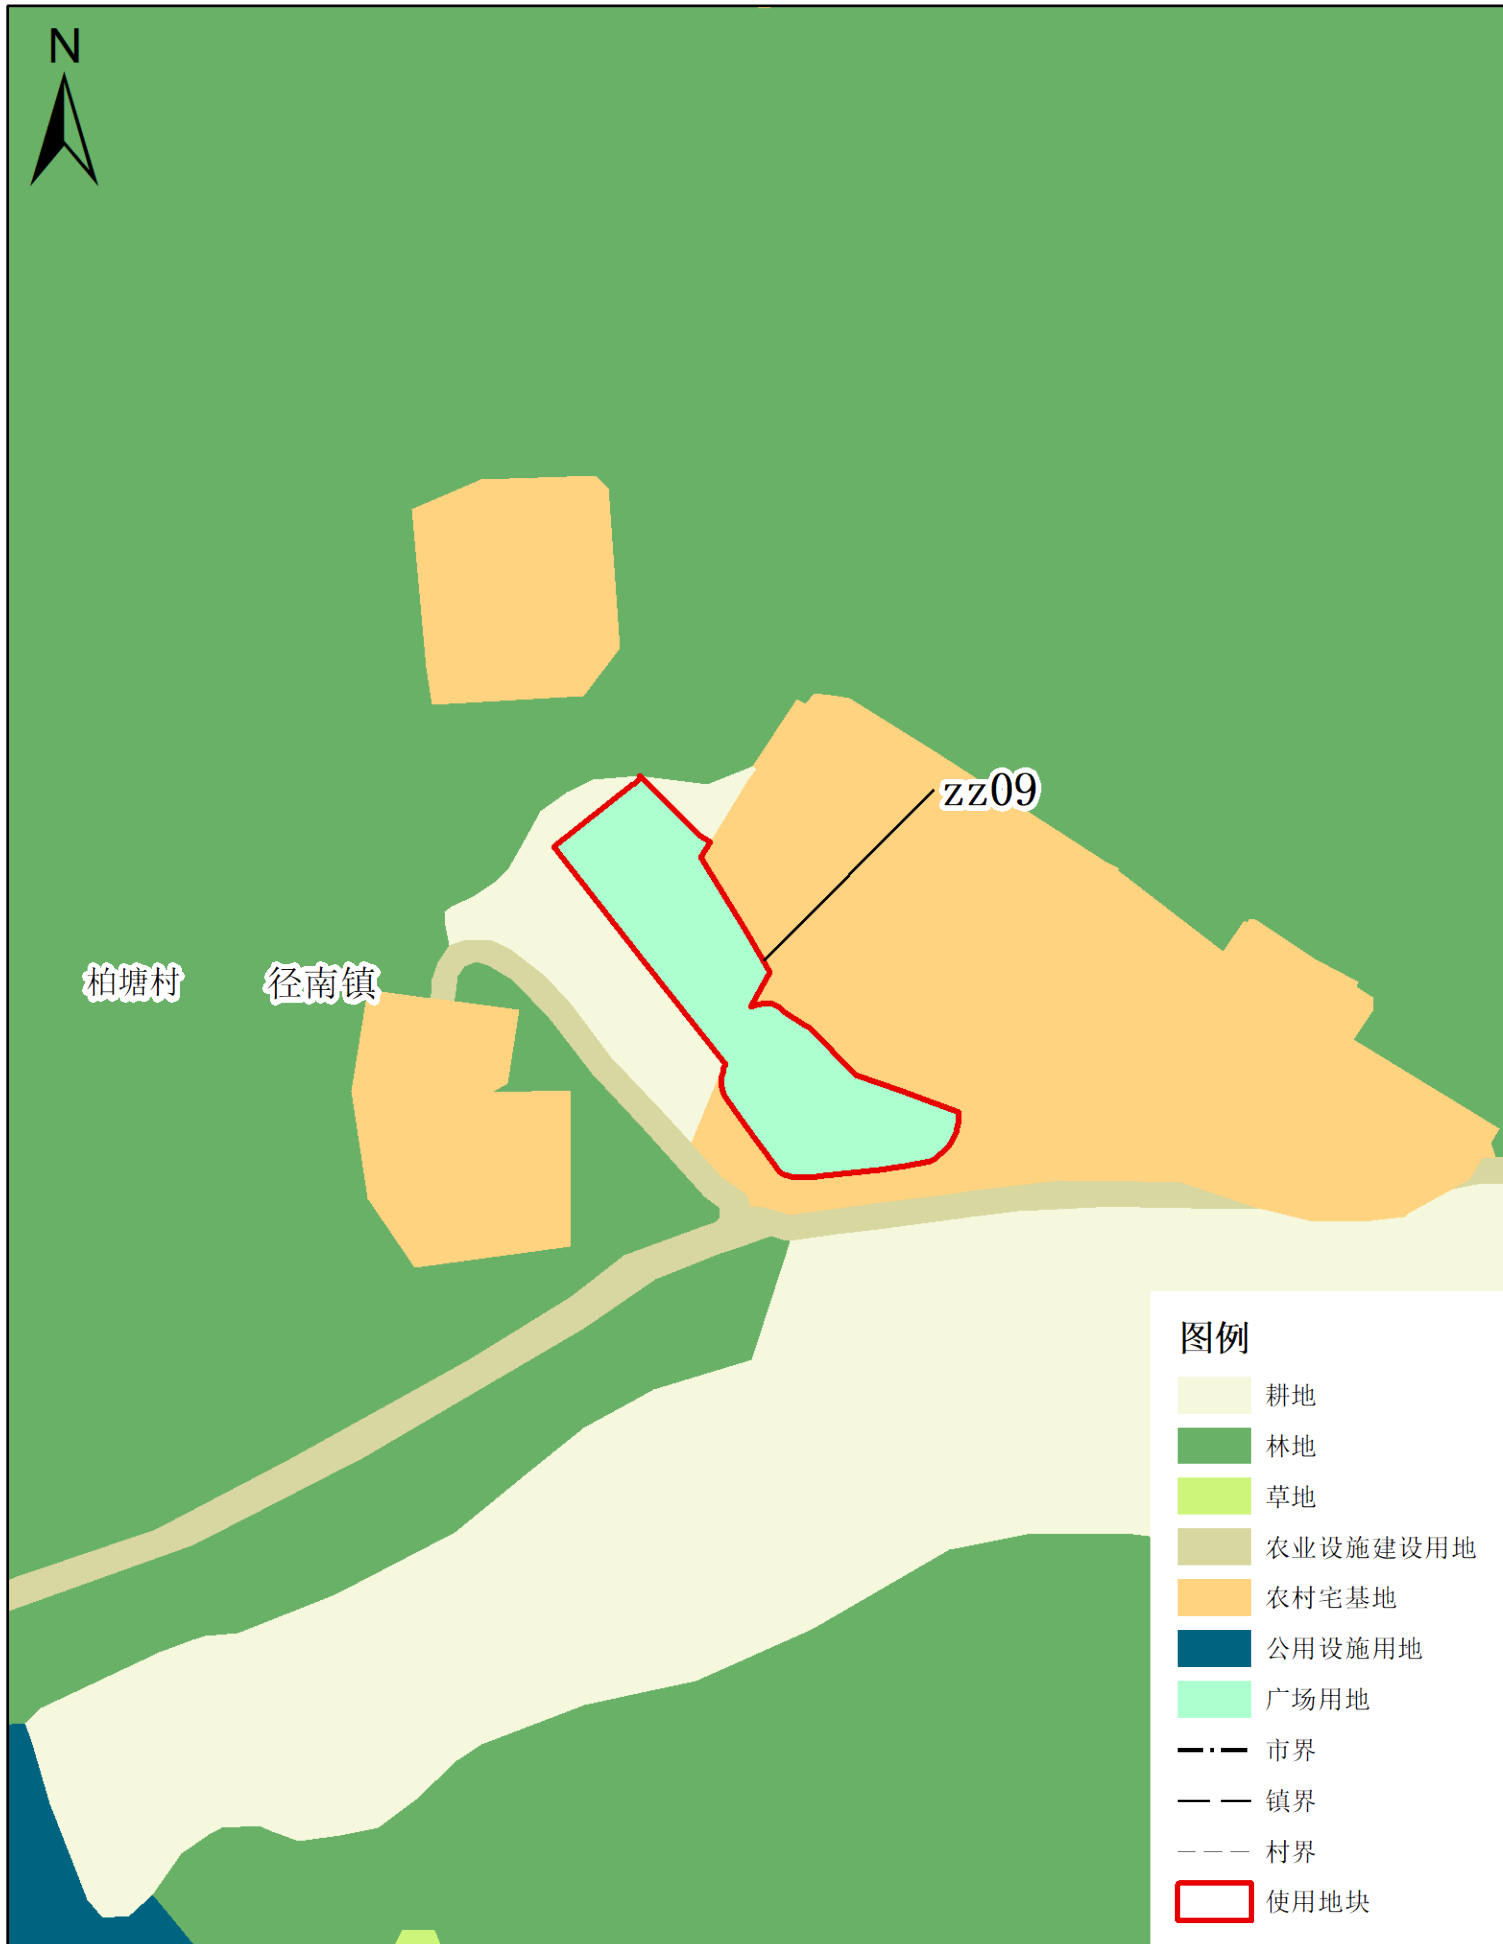 N
zz09
柏塘村
径南镇
图例
耕地
林地
草地
农业设施建设用地
农村宅基地
公用设施用地
广场用地
市界
镇界
村界
使用地块